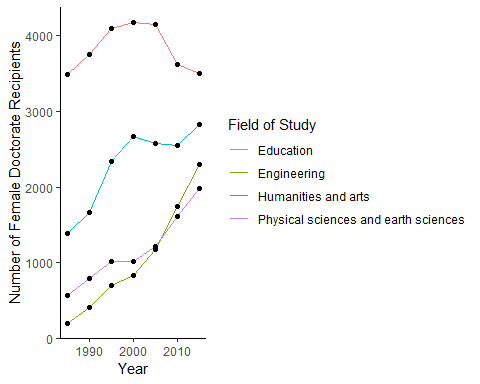 Number of Female Doctorate Recipients
4000
3000
2000
1000
0
1990 2000 2010
Year
Field of Study
Education
Engineering
Humanities and arts
Physical sciences and earth sciences